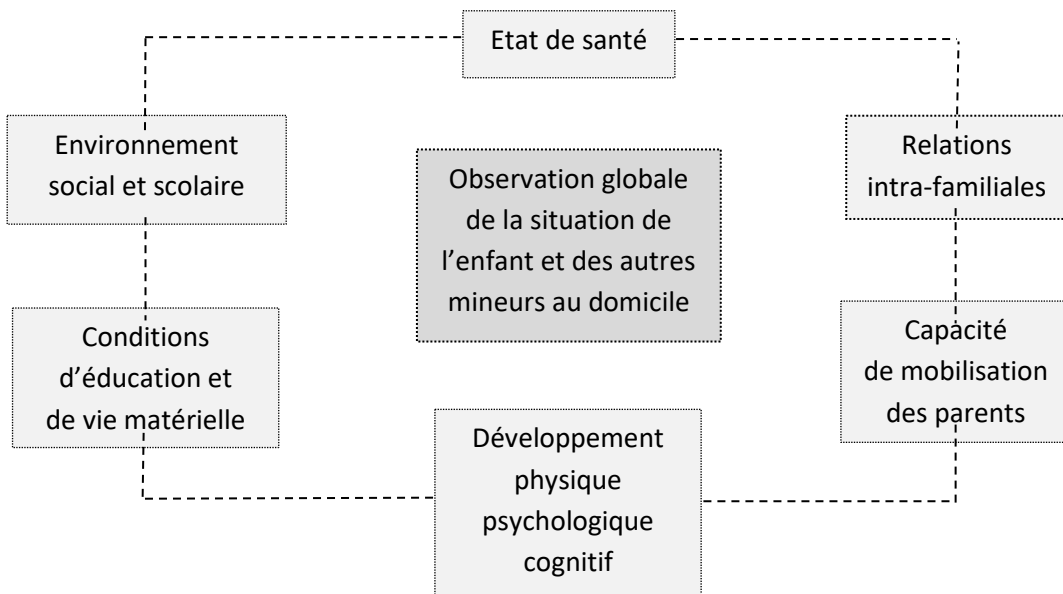 Etat de santé
Environnement
social et scolaire
Relations
intra-familiales
Observation globale
de la situation de
l’enfant et des autres
mineurs au domicile
Conditions
d’éducation et
de vie matérielle
Capacité
de mobilisation
des parents
Développement
physique
psychologique
cognitif